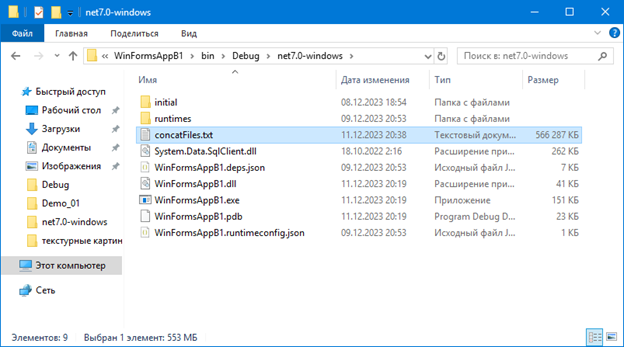 net7.0-windows
Файл Главная Поделиться Вид
« WinFormsAppB1 › bin › Debug › net7.0-windows › Поиск в: net7.0-windows
Имя Дата изменения Тип Размер
Быстрый доступ
Рабочий стол
Загрузки
Документы
Изображения
Debug
Demo_01
net7.0-windows
текстурные картин
Этот компьютер
Сеть
initial 08.12.2023 18:54 Папка с файлами
runtimes 09.12.2023 20:53 Папка с файлами
concatFiles.txt 11.12.2023 20:38 Текстовый докум... 566 287 КБ
System.Data.SqlClient.dll 18.10.2022 2:16 Расширение при... 262 КБ
WinFormsAppB1.deps.json 09.12.2023 20:53 Исходный файл J... 7 КБ
WinFormsAppB1.dll 11.12.2023 20:19 Расширение при... 41 КБ
WinFormsAppB1.exe 11.12.2023 20:19 Приложение 151 КБ
WinFormsAppB1.pdb 11.12.2023 20:19 Program Debug D... 23 КБ
WinFormsAppB1.runtimeconfig.json 09.12.2023 20:53 Исходный файл J... 1 КБ
Элементов: 9 Выбран 1 элемент: 553 МБ